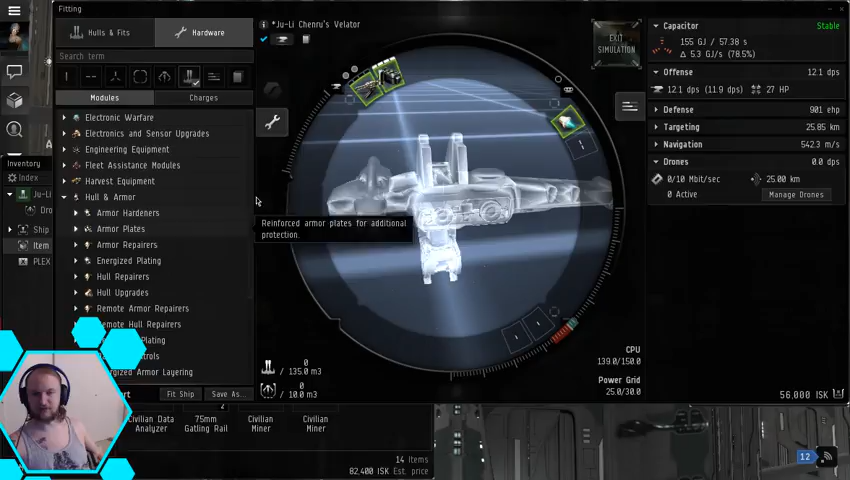 Fitting
Hulls & Fits
Hardware
Search term
Modules
Charges
Electronic Warfare
Electronics and Sensor Upgrades
Engineering Equipment
Fleet Assistance Modules
Harvest Equipment
Hull & Armor
Armor Hardeners
Armor Plates
Armor Repairers
Energized Plating
Hull Repairers
Hull Upgrades
Remote Armor Repairers
Remote Hull Repairers
Plating
Fit Ship
Save As...
*Ju-Li Chenru's Velator
EXIT
SIMULATION
Reinforced armor plates for additional
protection.
0
/ 135.0 m3
0
/ 10.0 m3
CPU
139.0/150.0
Power Grid
25.0/30.0
Capacitor
Stable
155 GJ / 57.38 s
Δ 5.3 GJ/s (78.5%)
Offense
12.1 dps
12.1 dps (11.9 dps)
27 HP
Defense
901 ehp
Targeting
25.85 km
Navigation
542.3 m/s
Drones
0.0 dps
0/10 Mbit/sec
25.00 km
0 Active
Manage Drones
56,000 ISK
Inventory
Index
Ju-Li
Dro
Ship
Item
PLEX
2
Civilian Data
Analyzer
75mm
Gatling Rail
Civilian
Miner
Civilian
Miner
14 Items
82,400 ISK Est. price
12